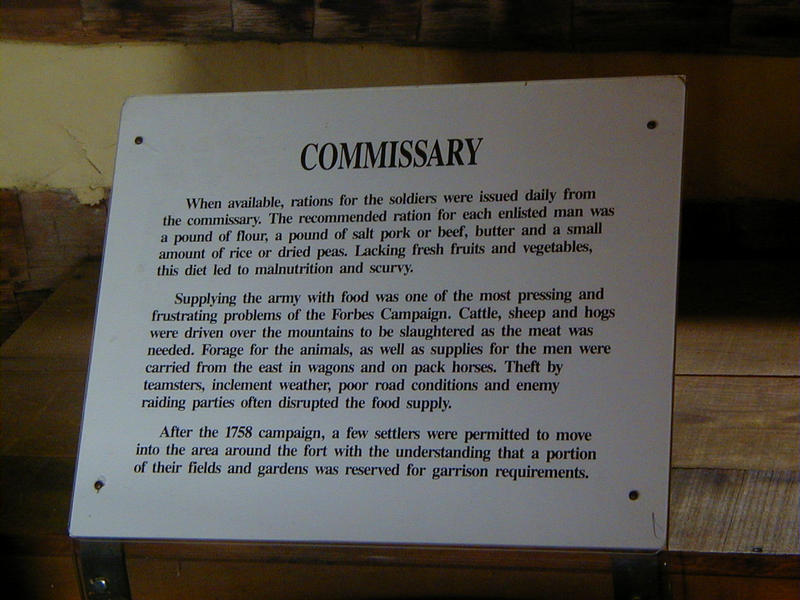 COMMISSARY
When available, rations for the soldiers were issued daily from
the commissary. The recommended ration for each enlisted man was
a pound of flour, a pound of salt pork or beef, butter and a small
amount of rice or dried peas. Lacking fresh fruits and vegetables,
this diet led to malnutrition and scurvy.
Supplying the army with food was one of the most pressing and
frustrating problems of the Forbes Campaign. Cattle, sheep and hogs
were driven over the mountains to be slaughtered as the meat was
needed. Forage for the animals, as well as supplies for the men were
carried from the east in wagons and on pack horses. Theft by
teamsters, inclement weather, poor road conditions and enemy
raiding parties often disrupted the food supply.
After the 1758 campaign, a few settlers were permitted to move
into the area around the fort with the understanding that a portion
of their fields and gardens was reserved for garrison requirements.